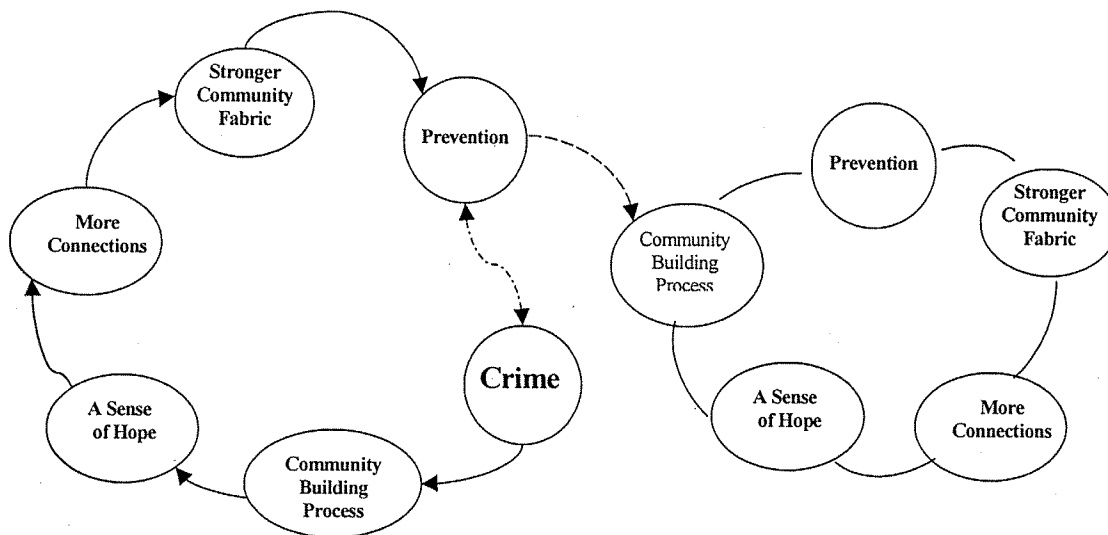 Stronger
Community
Fabric
Prevention
More
Connections
Crime
A Sense
of Hope
Community
Building
Process
Community
Building
Process
Prevention
Stronger
Community
Fabric
A Sense
of Hope
More
Connections